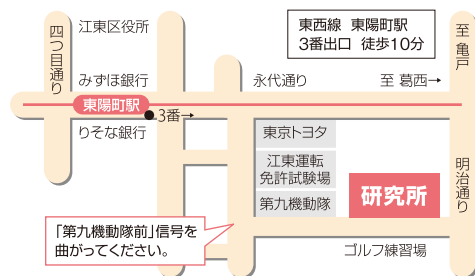 東西線 東陽町駅
3番出口 徒歩10分
四つ目通り
江東区役所
至 亀戸
みずほ銀行
永代通り
至 葛西→
東陽町駅
3番→
りそな銀行
東京トヨタ
江東運転
免許試験場
第九機動隊
研究所
明治通り
「第九機動隊前」信号を
曲がってください。
ゴルフ練習場